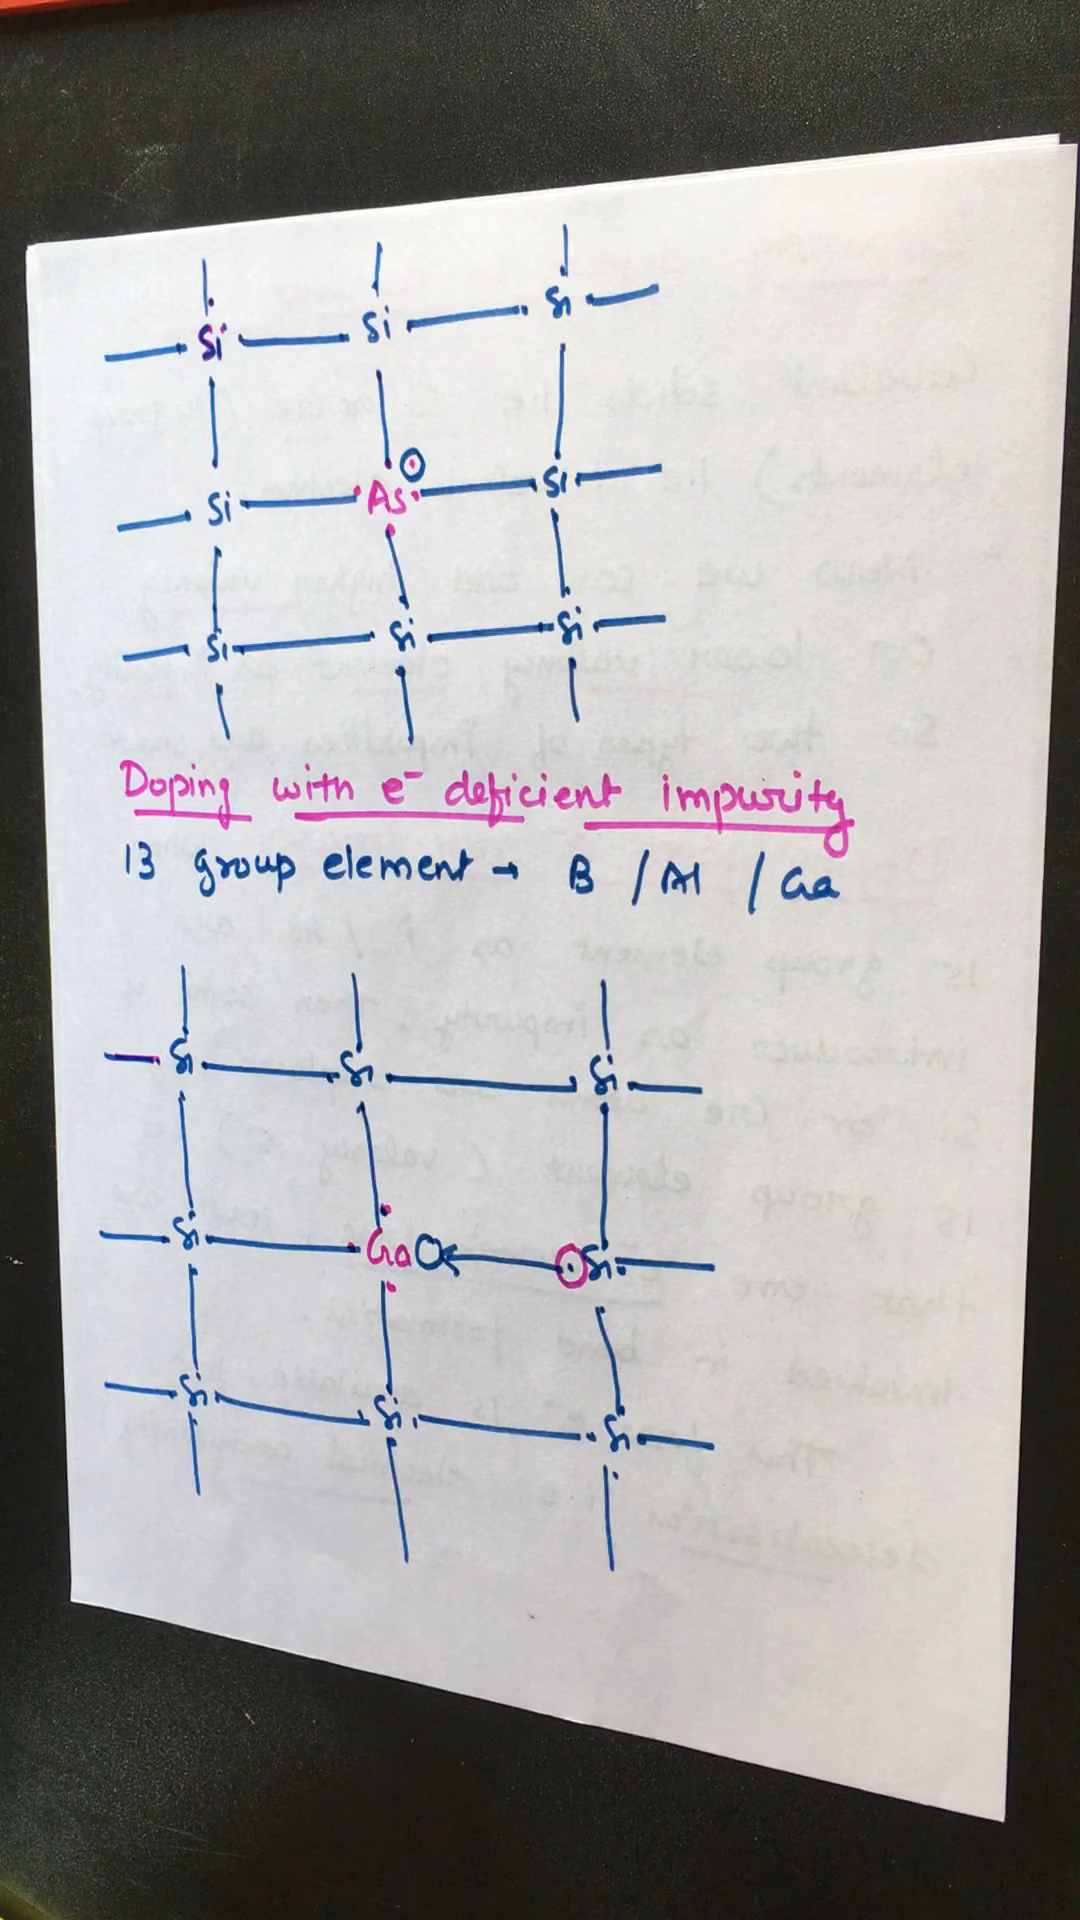 Si Si Si
Si As Si
Si Si Si
Doping with e⁻ deficient impurity
13 group element → B / Al / Ga
Si Si Si
Si Ga Si
Si Si Si